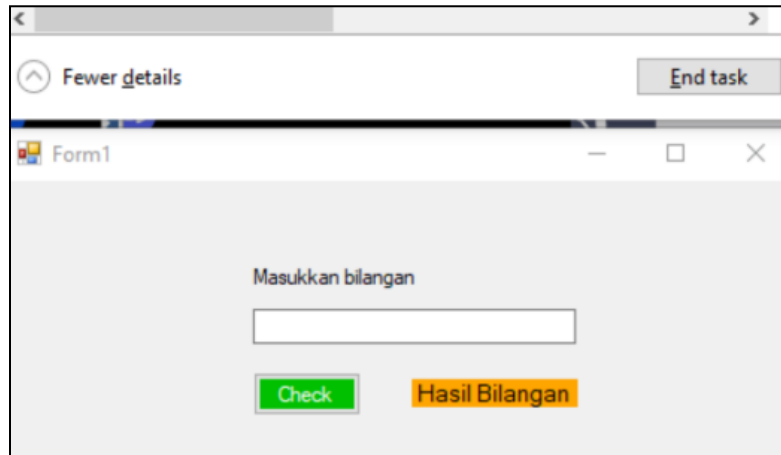 Fewer details
End task
Form1
Masukkan bilangan
Check
Hasil Bilangan